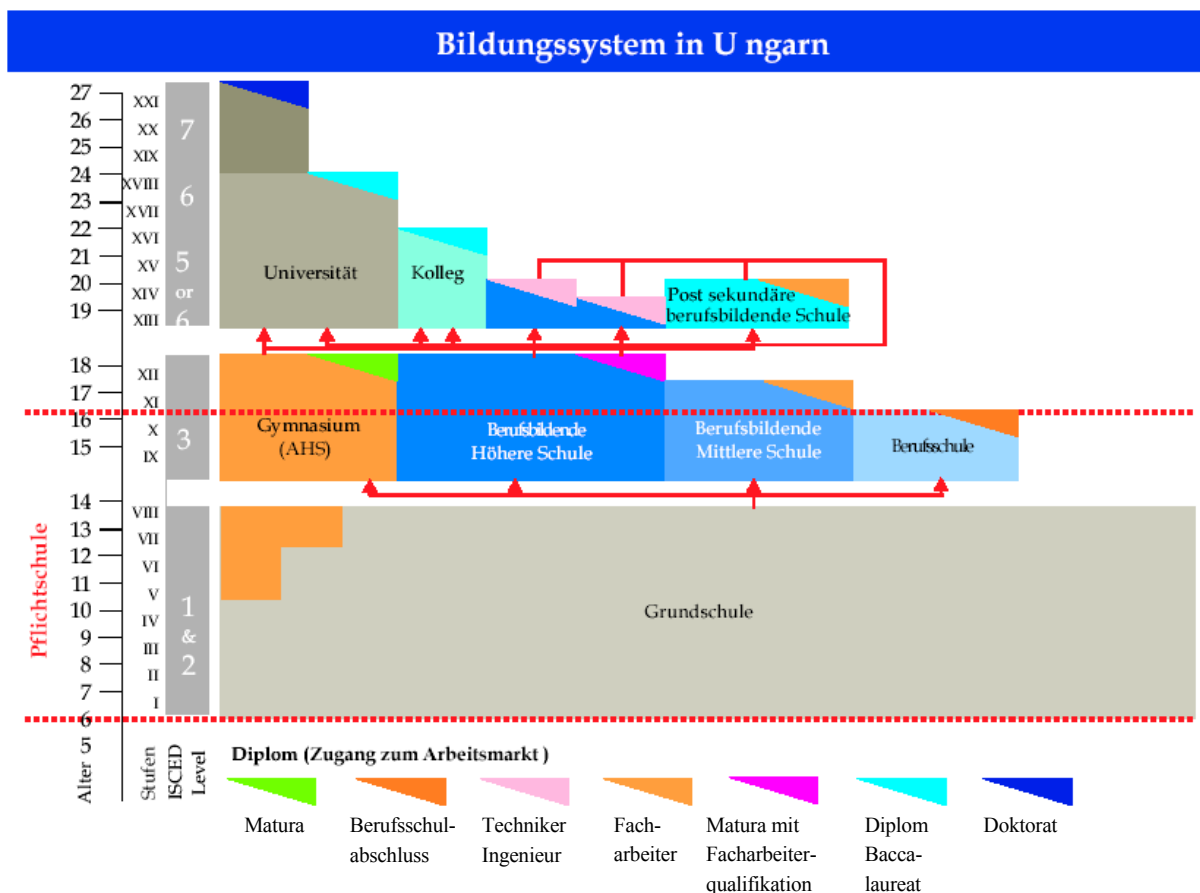 Bildungssystem in U ngarn
27
26
25
24
23
22
21
20
19
18
17
16
15
14
13
12
11
10
9
8
7
6
5
Alter
Pflichtschule
XXI
XX
XIX
XVIII
XVII
XVI
XV
XIV
XIII
XII
XI
X
IX
VIII
VII
VI
V
IV
III
II
I
Stufen
7
6
5
or
6
3
1
&
2
ISCED
Level
Universität
Kolleg
Post sekundäre
berufsbildende Schule
Gymnasium
(AHS)
Berufsbildende
Höhere Schule
Berufsbildende
Mittlere Schule
Berufsschule
Grundschule
Diplom (Zugang zum Arbeitsmarkt )
Matura
Berufsschul-
abschluss
Techniker
Ingenieur
Fach-
arbeiter
Matura mit
Facharbeiter-
qualifikation
Diplom
Bacca-
laureat
Doktorat